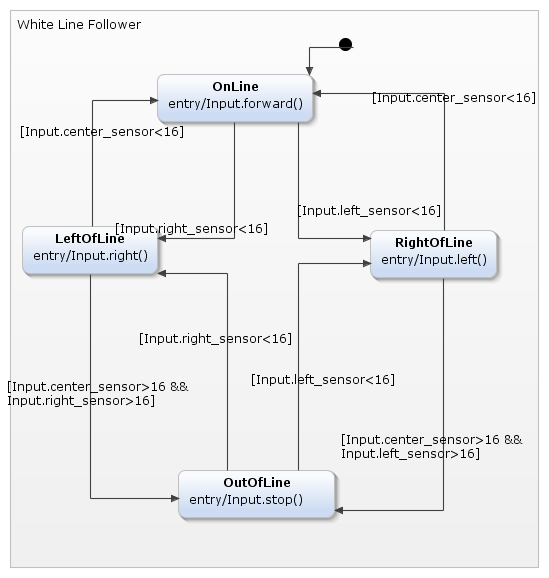 White Line Follower
OnLine
entry/Input.forward()
[Input.center_sensor<16]
[Input.center_sensor<16]
[Input.left_sensor<16]
[Input.right_sensor<16]
LeftOfLine
entry/Input.right()
RightOfLine
entry/Input.left()
[Input.right_sensor<16]
[Input.left_sensor<16]
[Input.center_sensor>16 &&
Input.right_sensor>16]
[Input.center_sensor>16 &&
Input.left_sensor>16]
OutOfLine
entry/Input.stop()